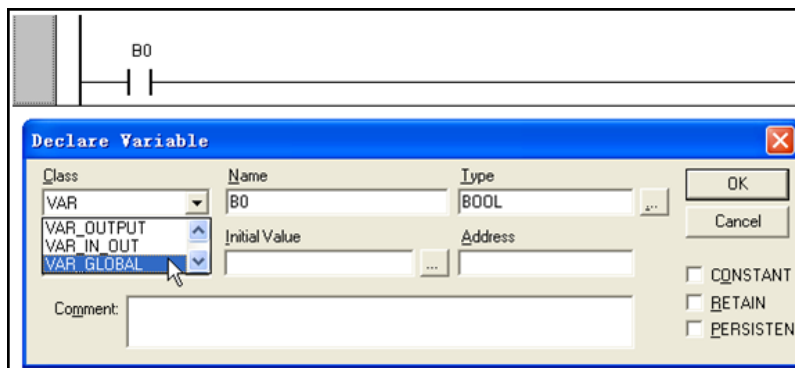 B0
Declare Variable
Class Name Type
VAR B0 BOOL ... OK
VAR_OUTPUT Cancel
VAR_IN_OUT Initial Value Address
VAR_GLOBAL ... CONSTANT
Comment: RETAIN
PERSISTEN